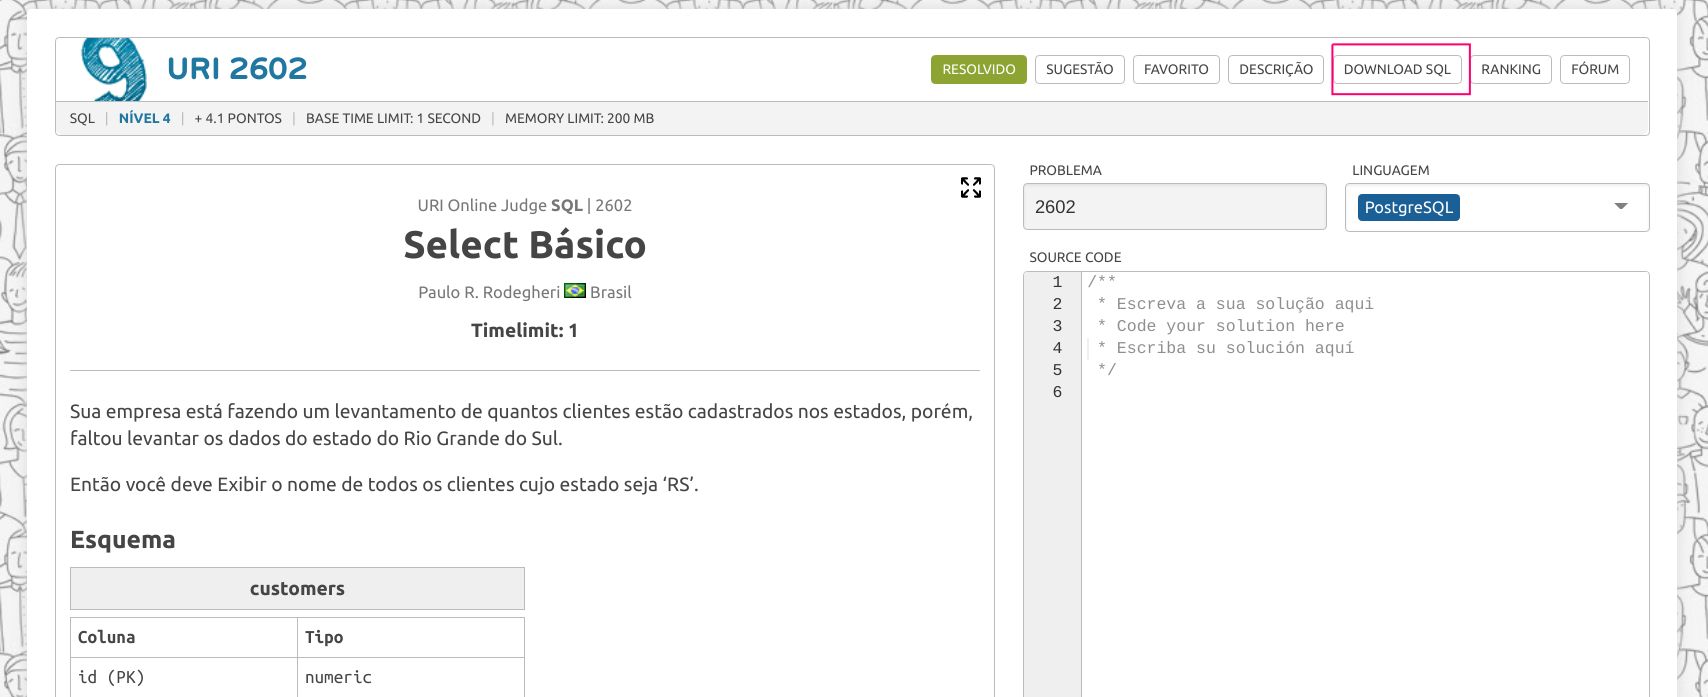 URI 2602
RESOLVIDO SUGESTÃO FAVORITO DESCRIÇÃO DOWNLOAD SQL RANKING FÓRUM
SQL | NÍVEL 4 | + 4.1 PONTOS | BASE TIME LIMIT: 1 SECOND | MEMORY LIMIT: 200 MB
URI Online Judge SQL | 2602
Select Básico
Paulo R. Rodegheri Brasil
Timelimit: 1
Sua empresa está fazendo um levantamento de quantos clientes estão cadastrados nos estados, porém,
faltou levantar os dados do estado do Rio Grande do Sul.
Então você deve Exibir o nome de todos os clientes cujo estado seja ‘RS’.
Esquema
customers
Coluna Tipo
id (PK) numeric
PROBLEMA LINGUAGEM
2602 PostgreSQL
SOURCE CODE
1 /**
2 * Escreva a sua solução aqui
3 * Code your solution here
4 * Escriba su solución aquí
5 */
6